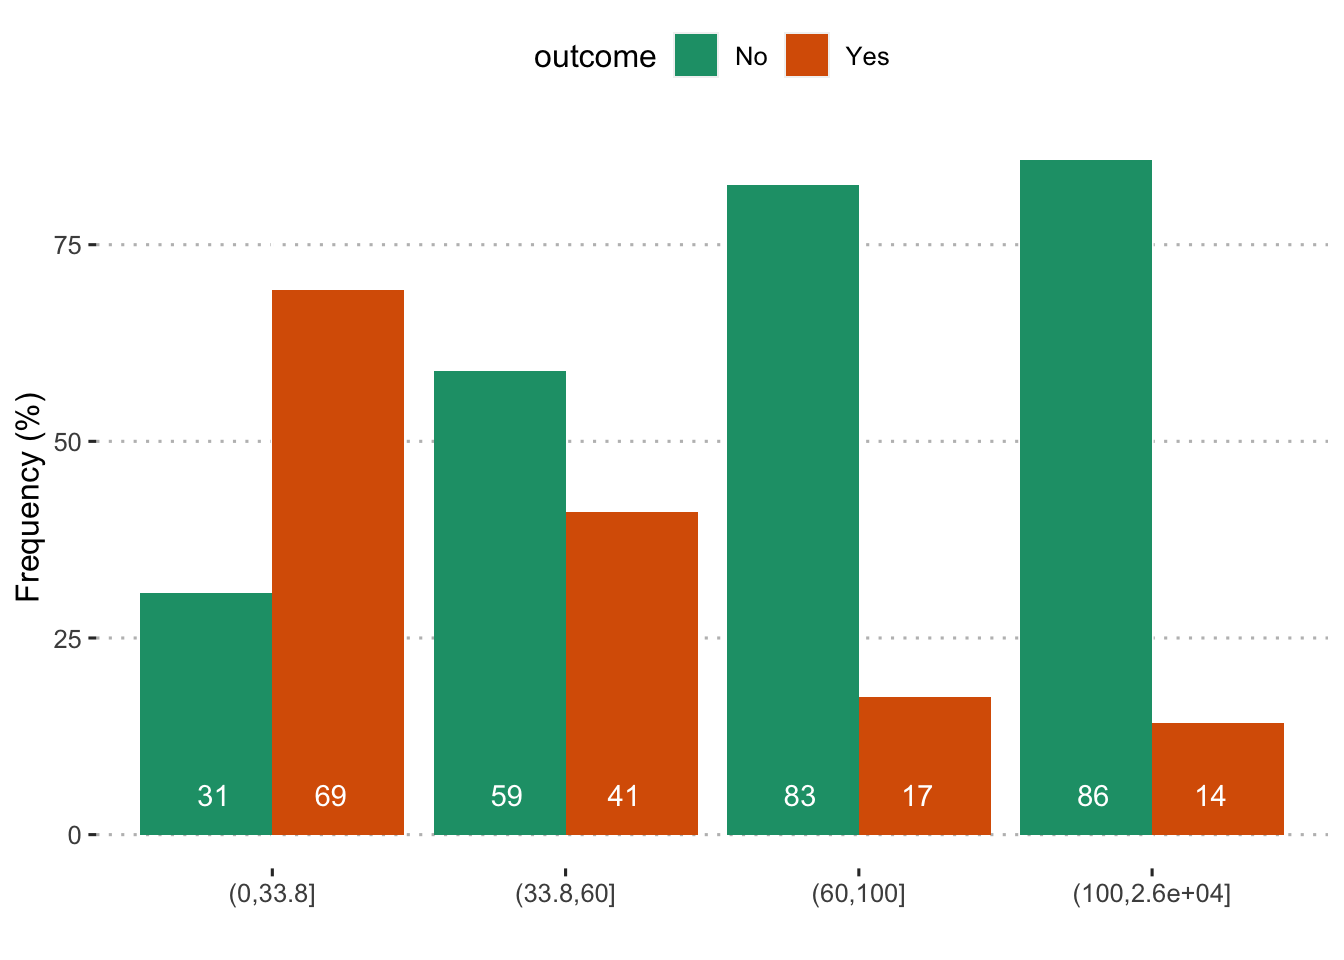 outcome No Yes
Frequency (%)
75
50
25
0
31 69 59 41 83 17 86 14
(0,33.8] (33.8,60] (60,100] (100,2.6e+04]